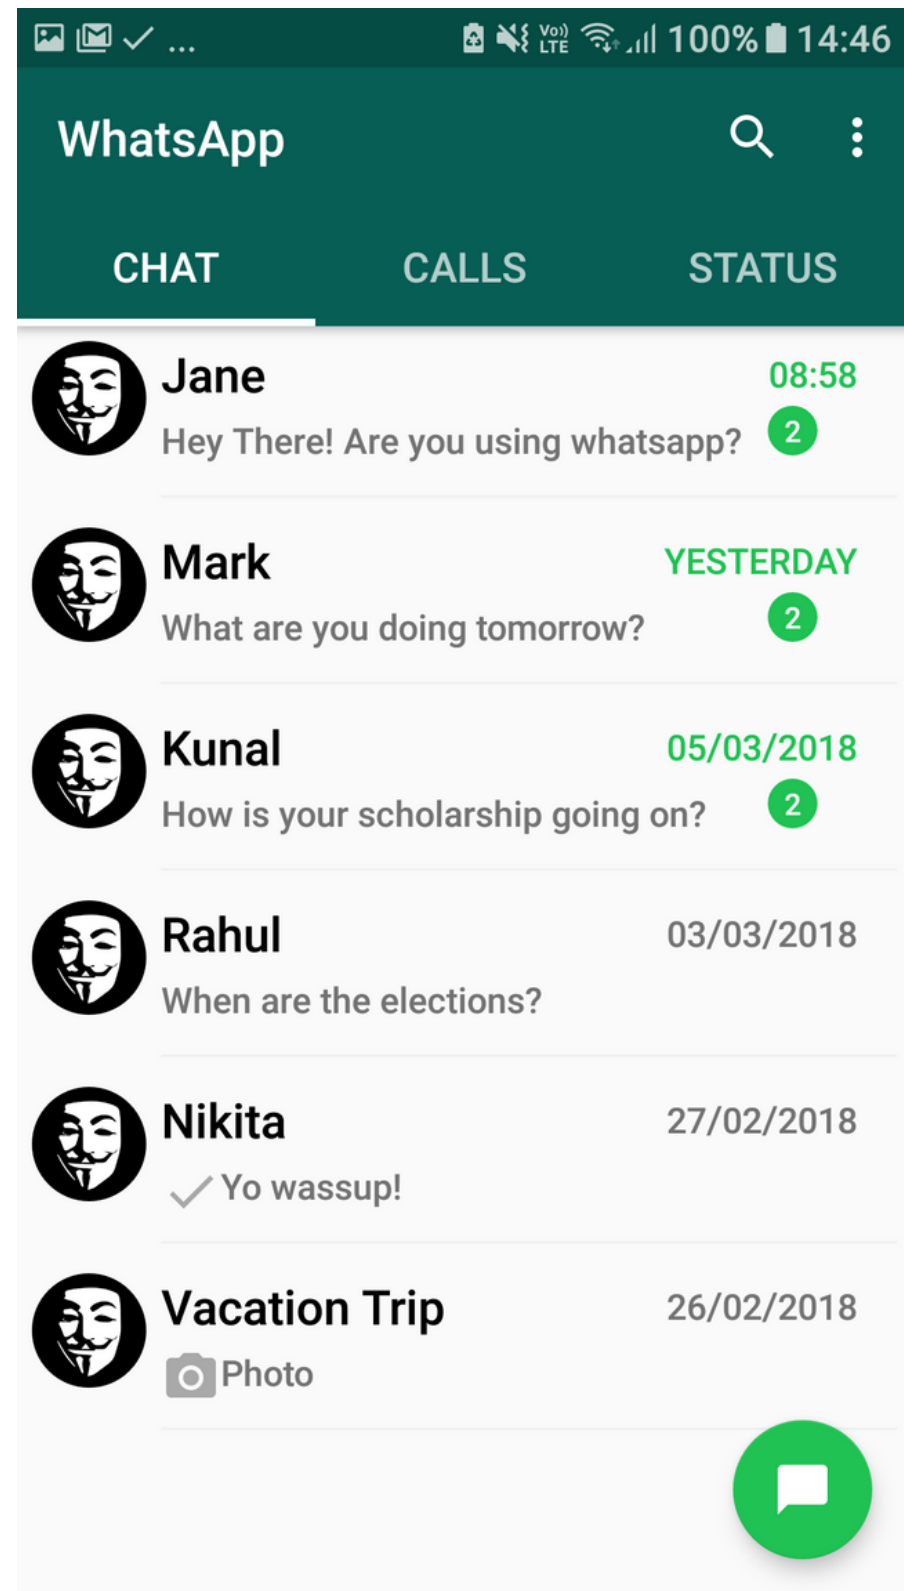 ... Vo)) LTE 100% 14:46
WhatsApp
CHAT CALLS STATUS
Jane 08:58
Hey There! Are you using whatsapp? 2
Mark YESTERDAY
What are you doing tomorrow? 2
Kunal 05/03/2018
How is your scholarship going on? 2
Rahul 03/03/2018
When are the elections?
Nikita 27/02/2018
Yo wassup!
Vacation Trip 26/02/2018
Photo